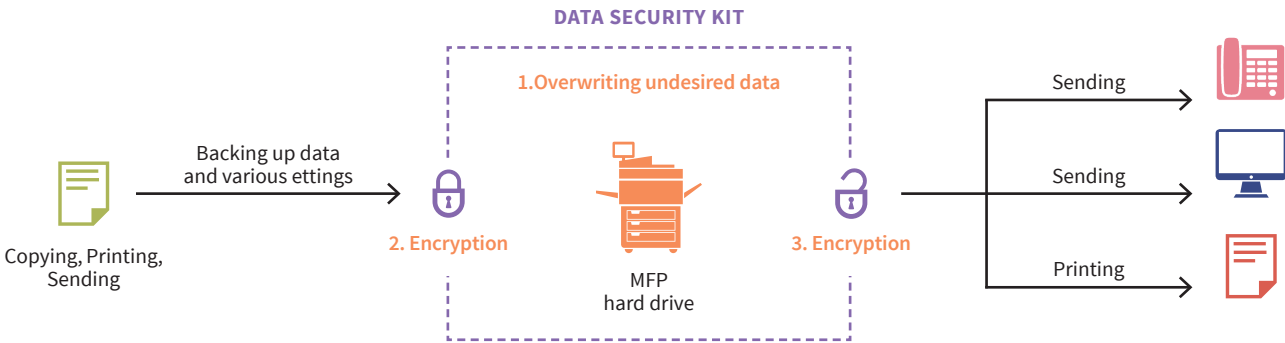 DATA SECURITY KIT
1.Overwriting undesired data
Backing up data
and various ettings
Copying, Printing,
Sending
2. Encryption
MFP
hard drive
3. Encryption
Sending
Sending
Printing